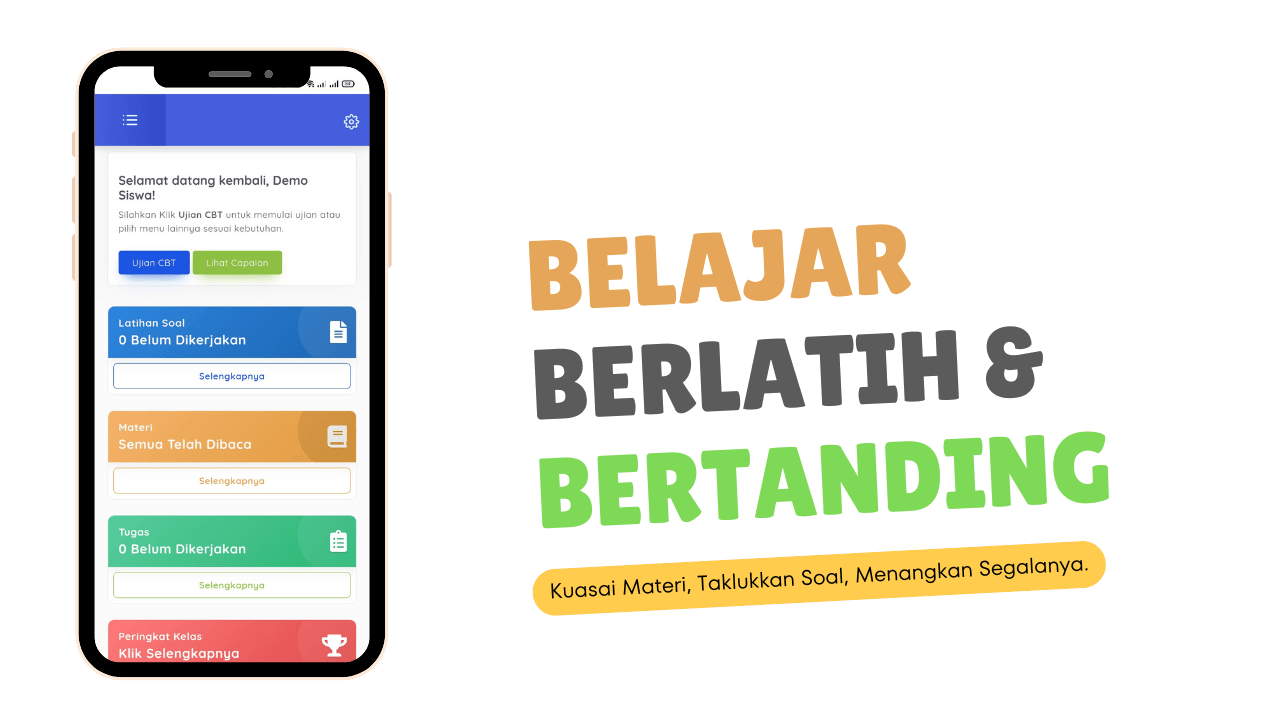 Selamat datang kembali, Demo
Siswa!
Silahkan Klik Ujian CBT untuk memulai ujian atau
pilih menu lainnya sesuai kebutuhan.
Ujian CBT
Lihat Capaian
Latihan Soal
0 Belum Dikerjakan
Selengkapnya
Materi
Semua Telah Dibaca
Selengkapnya
Tugas
0 Belum Dikerjakan
Selengkapnya
Peringkat Kelas
Klik Selengkapnya
BELAJAR
BERLATIH &
BERTANDING
Kuasai Materi, Taklukkan Soal, Menangkan Segalanya.